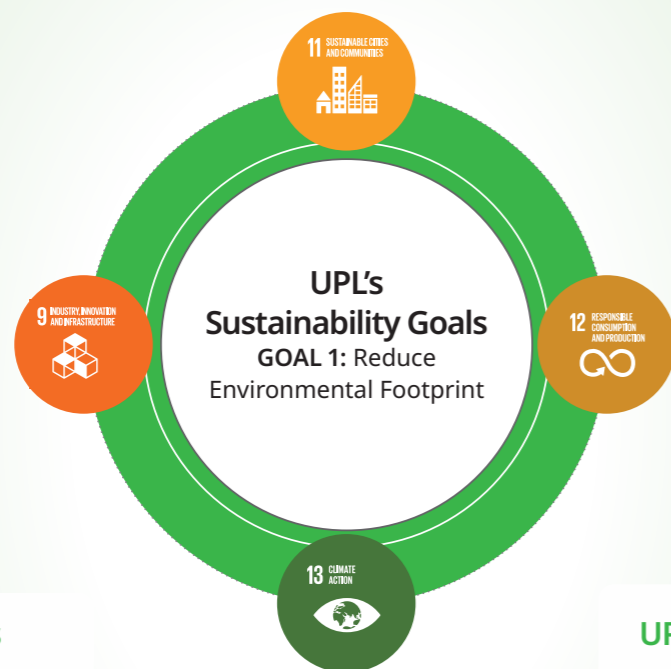 11 SUSTAINABLE CITIES
AND COMMUNITIES
9 INDUSTRY, INNOVATION
AND INFRASTRUCTURE
UPL's
Sustainability Goals
GOAL 1: Reduce
Environmental Footprint
12 RESPONSIBLE
CONSUMPTION
AND PRODUCTION
13 CLIMATE
ACTION